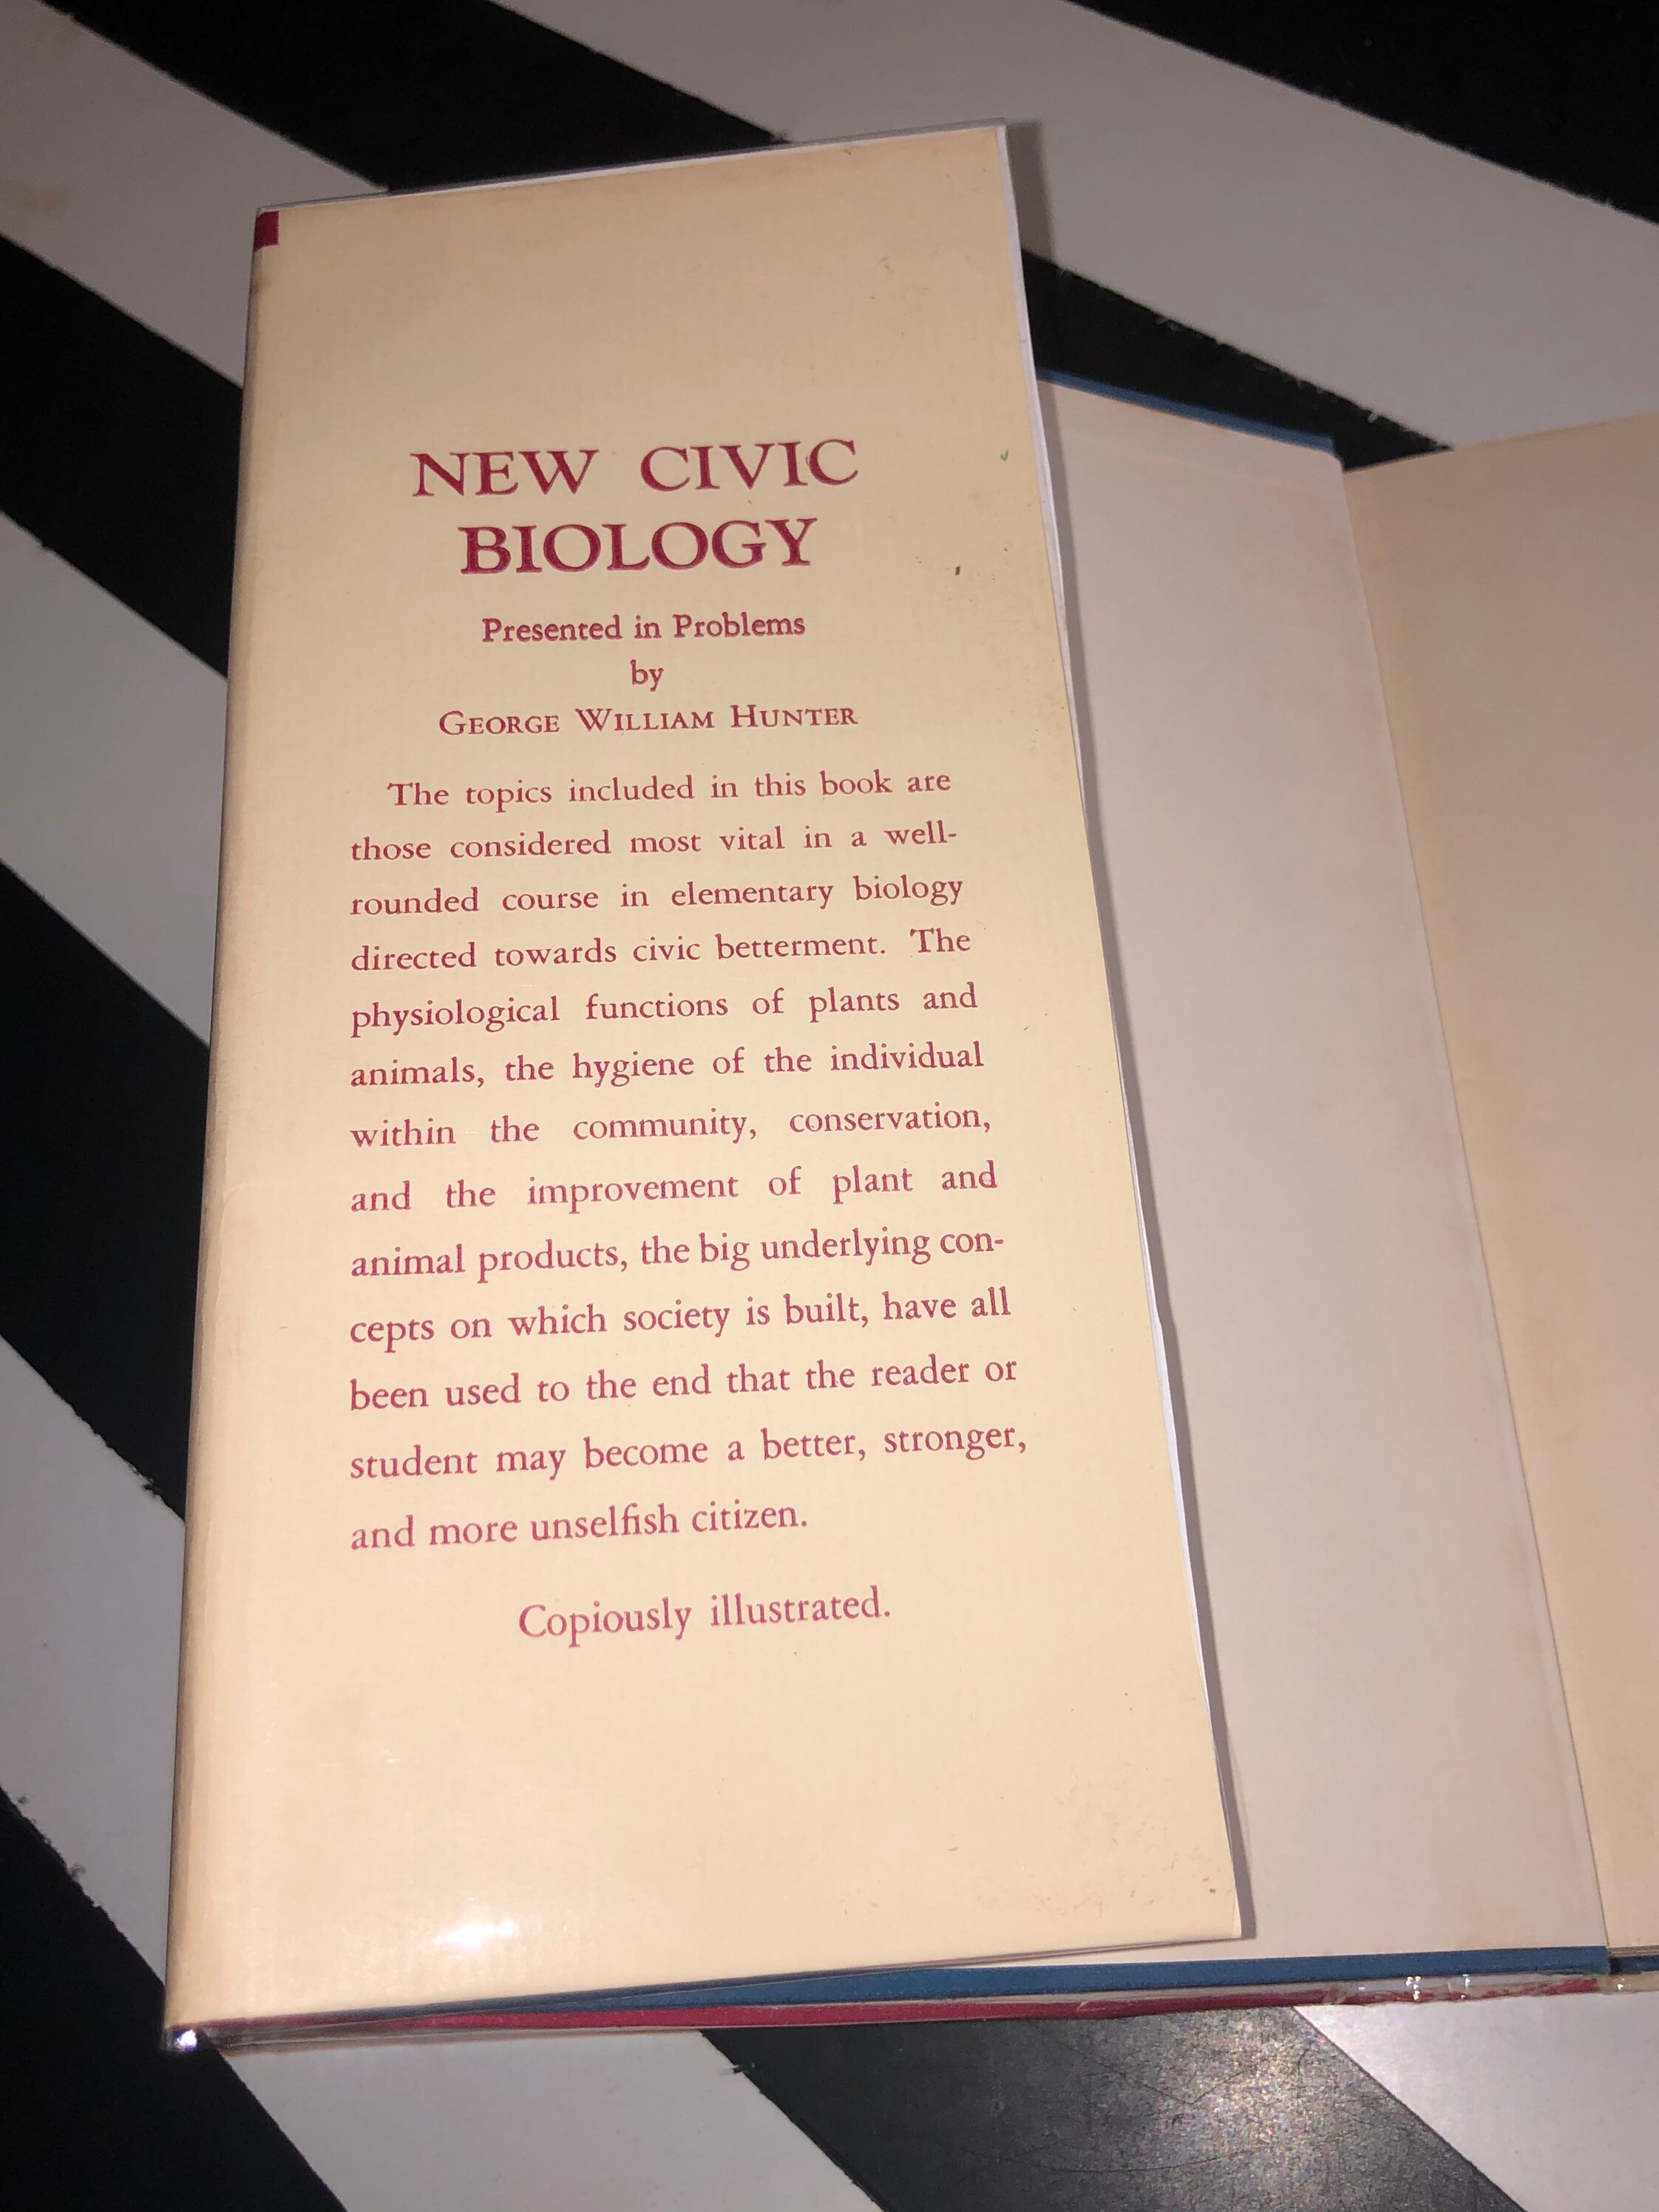 NEW CIVIC
BIOLOGY
Presented in Problems
by
GEORGE WILLIAM HUNTER
The topics included in this book are
those considered most vital in a well-
rounded course in elementary biology
directed towards civic betterment. The
physiological functions of plants and
animals, the hygiene of the individual
within the community, conservation,
and the improvement of plant and
animal products, the big underlying con-
cepts on which society is built, have all
been used to the end that the reader or
student may become a better, stronger,
and more unselfish citizen.
Copiously illustrated.